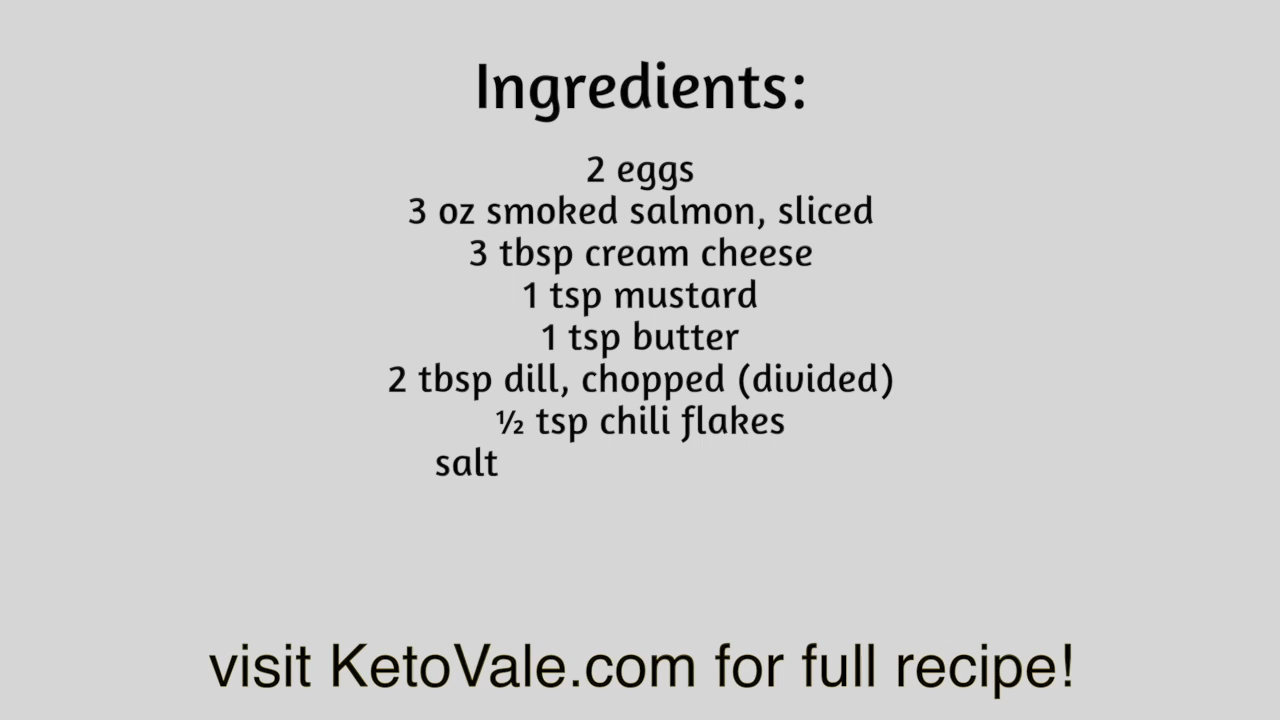 Ingredients:
2 eggs
3 oz smoked salmon, sliced
3 tbsp cream cheese
1 tsp mustard
1 tsp butter
2 tbsp dill, chopped (divided)
½ tsp chili flakes
salt
visit KetoVale.com for full recipe!